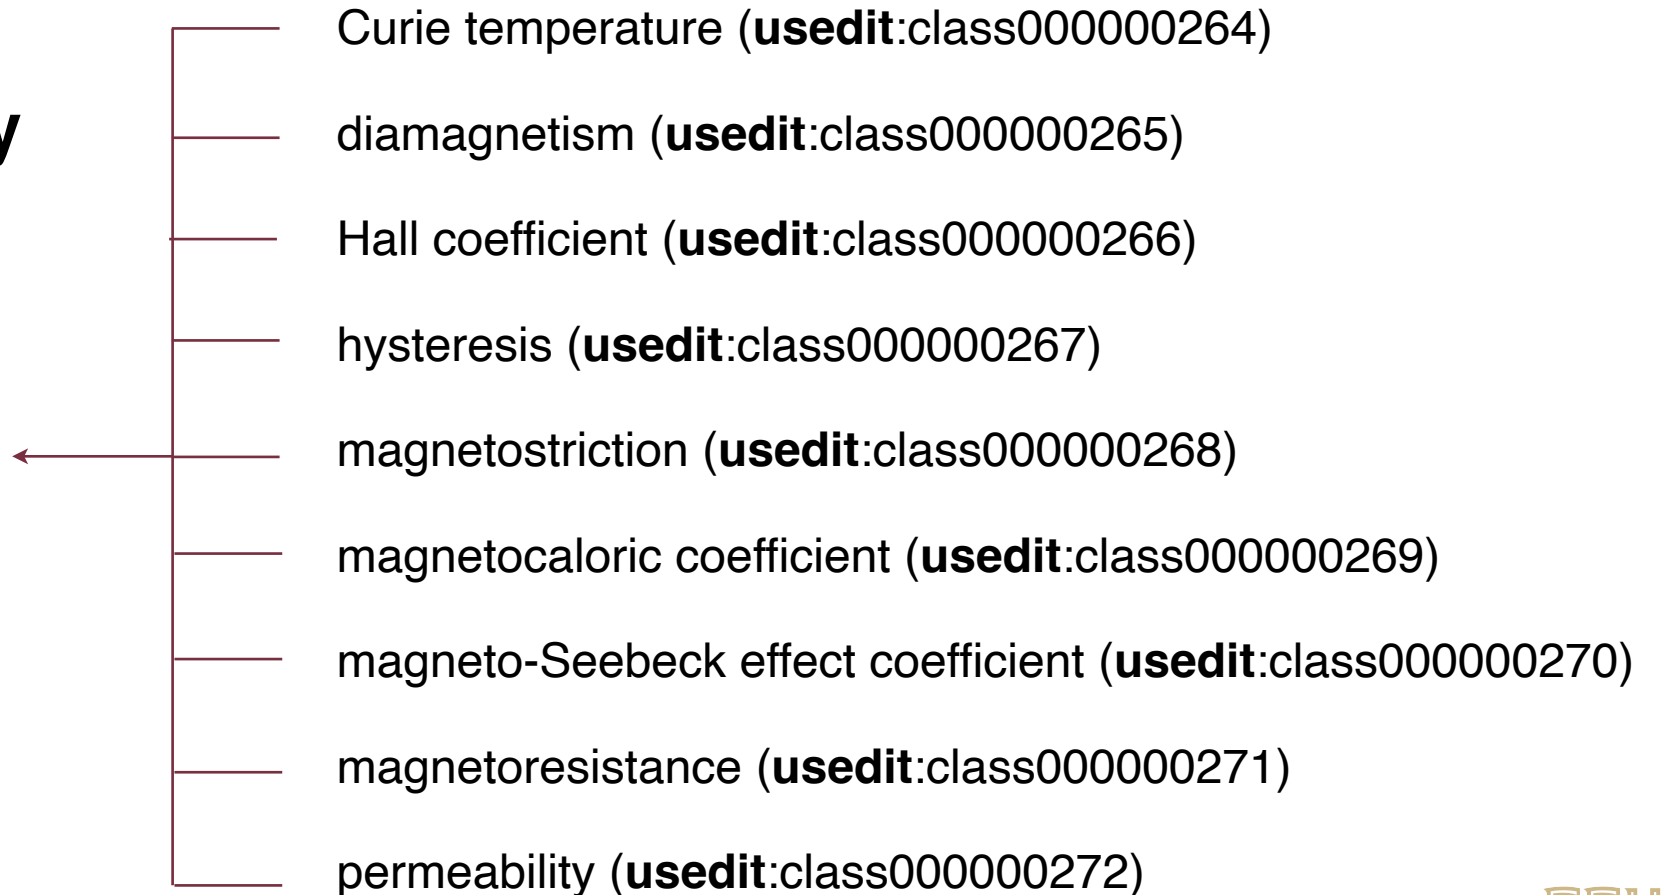 Curie temperature (usedit:class000000264)
y
diamagnetism (usedit:class000000265)
Hall coefficient (usedit:class000000266)
hysteresis (usedit:class000000267)
magnetostriction (usedit:class000000268)
magnetocaloric coefficient (usedit:class000000269)
magneto-Seebeck effect coefficient (usedit:class000000270)
magnetoresistance (usedit:class000000271)
permeability (usedit:class000000272)